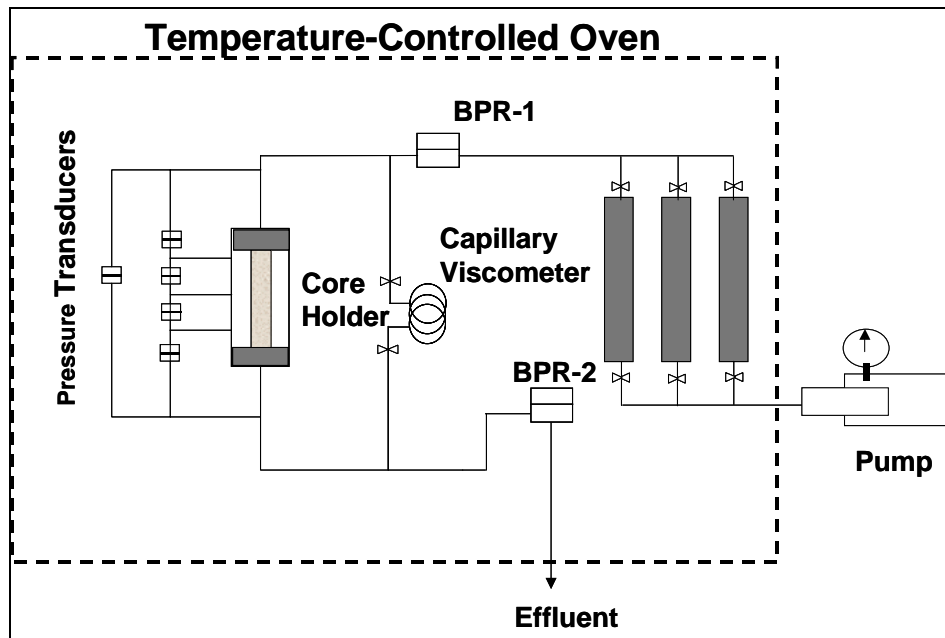 Temperature-Controlled Oven
BPR-1
Pressure Transducers
Capillary
Viscometer
Core
Holder
BPR-2
Pump
Effluent